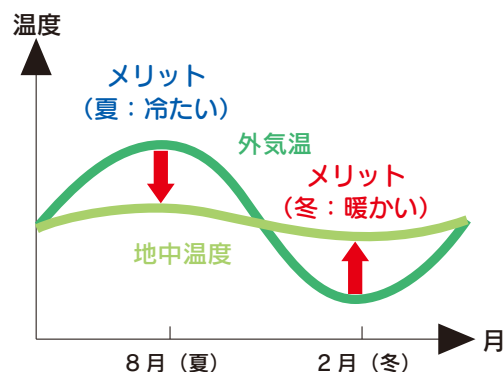 温度
メリット
（夏：冷たい）
外気温
メリット
（冬：暖かい）
地中温度
月
8月（夏）
2月（冬）